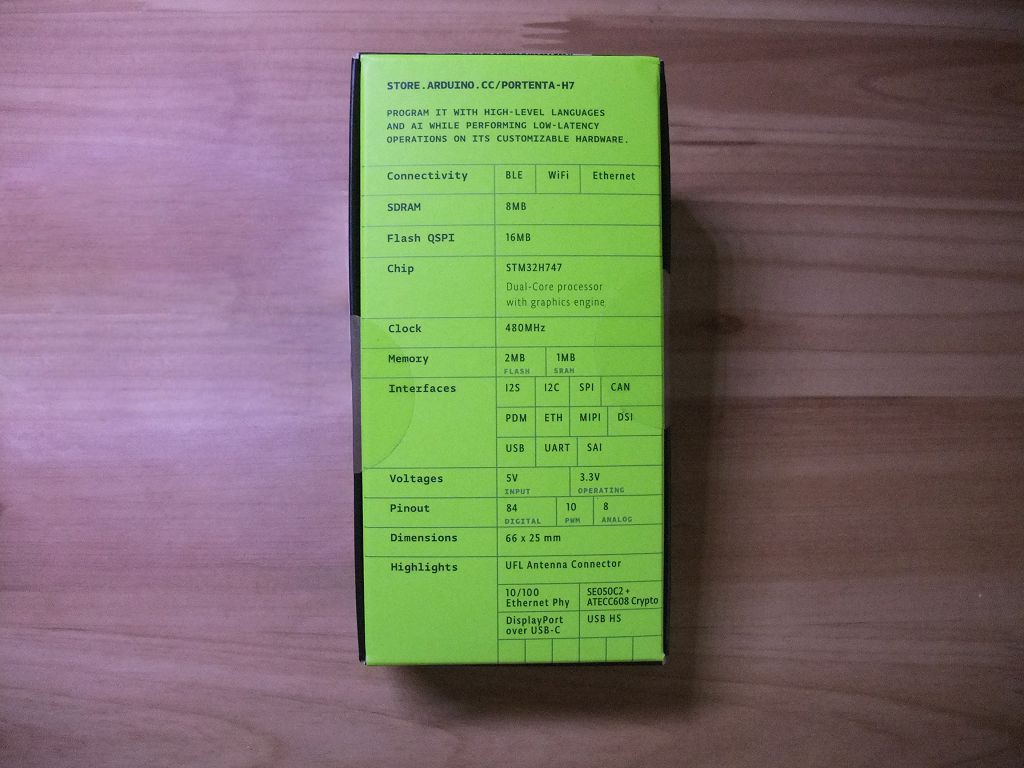 STORE.ARDUINO.CC/PORTENTA-H7
PROGRAM IT WITH HIGH-LEVEL LANGUAGES
AND AI WHILE PERFORMING LOW-LATENCY
OPERATIONS ON ITS CUSTOMIZABLE HARDWARE.
Connectivity BLE WiFi Ethernet
SDRAM 8MB
Flash QSPI 16MB
Chip STM32H747
Dual-Core processor
with graphics engine
Clock 480MHz
Memory 2MB 1MB
FLASH SRAM
Interfaces I2S I2C SPI CAN
PDM ETH MIPI DSI
USB UART SAI
Voltages 5V 3.3V
INPUT OPERATING
Pinout 84 10 8
DIGITAL PWM ANALOG
Dimensions 66 x 25 mm
Highlights UFL Antenna Connector
10/100 SE050C2 +
Ethernet Phy ATECC608 Crypto
DisplayPort USB HS
over USB-C